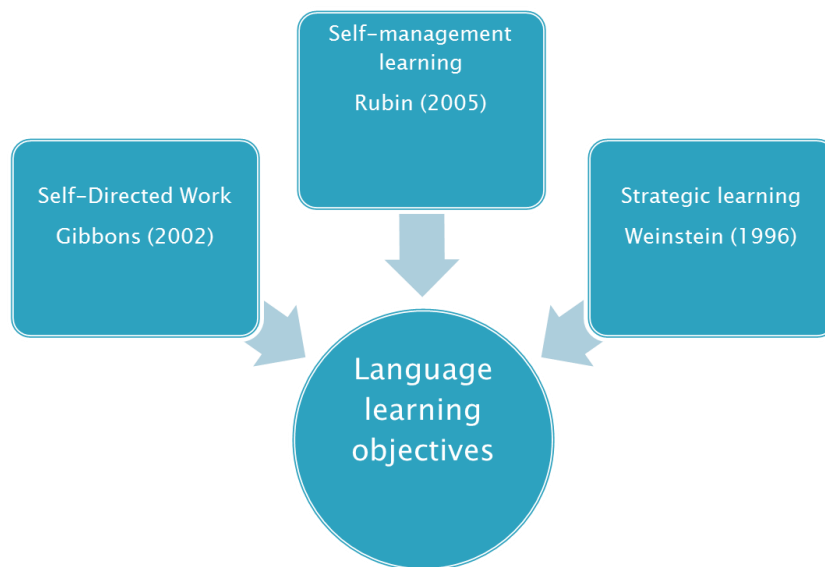 Self-management
learning
Rubin (2005)
Self-Directed Work
Gibbons (2002)
Strategic learning
Weinstein (1996)
Language
learning
objectives